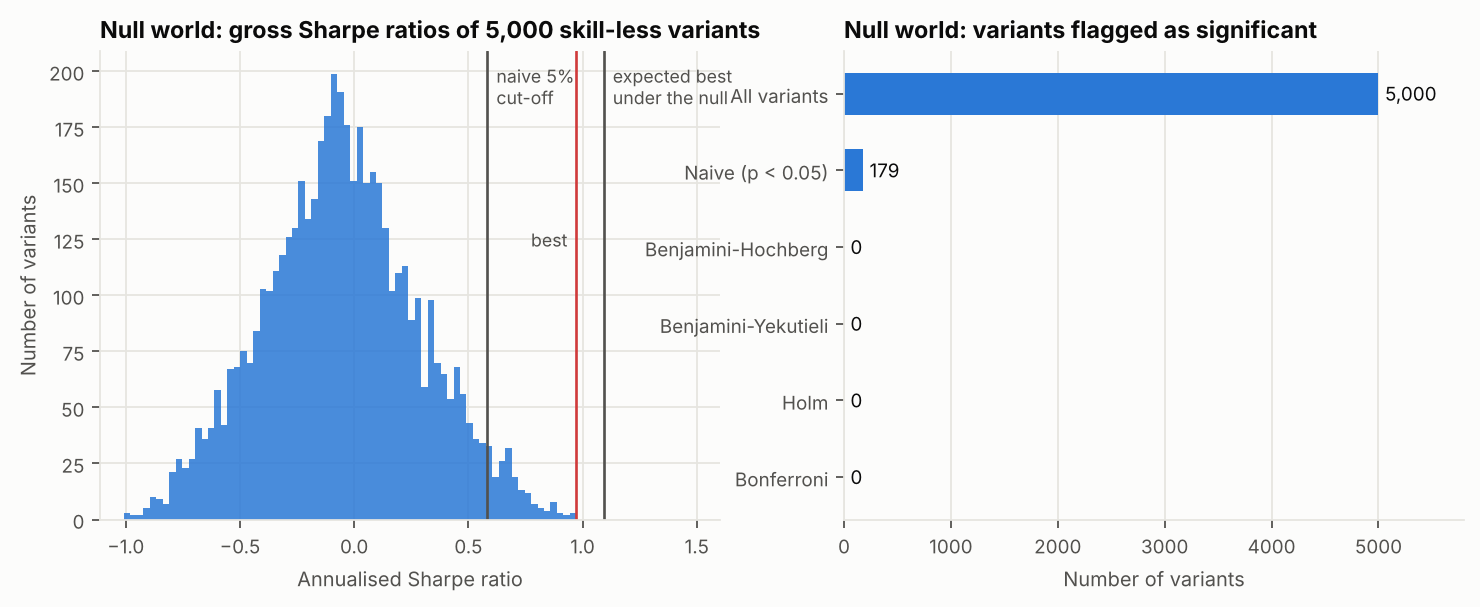 Null world: gross Sharpe ratios of 5,000 skill-less variants
naive 5%
cut-off
expected best
under the null
best
Number of variants
200
175
150
125
100
75
50
25
0
−1.0
−0.5
0.0
0.5
1.0
1.5
Annualised Sharpe ratio
Null world: variants flagged as significant
All variants
5,000
Naive (p < 0.05)
179
Benjamini-Hochberg
0
Benjamini-Yekutieli
0
Holm
0
Bonferroni
0
0
1000
2000
3000
4000
5000
Number of variants